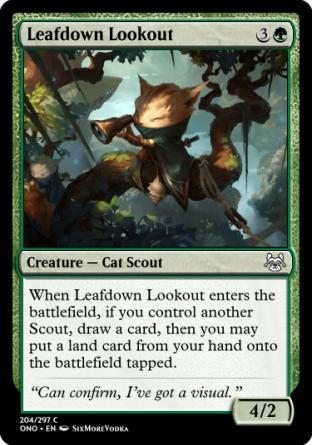 Leafdown Lookout 3
Creature — Cat Scout
When Leafdown Lookout enters the
battlefield, if you control another
Scout, draw a card, then you may
put a land card from your hand onto
the battlefield tapped.
“Can confirm, I’ve got a visual.”
4/2
204/297 C
ONO • EN SixMoreVodka